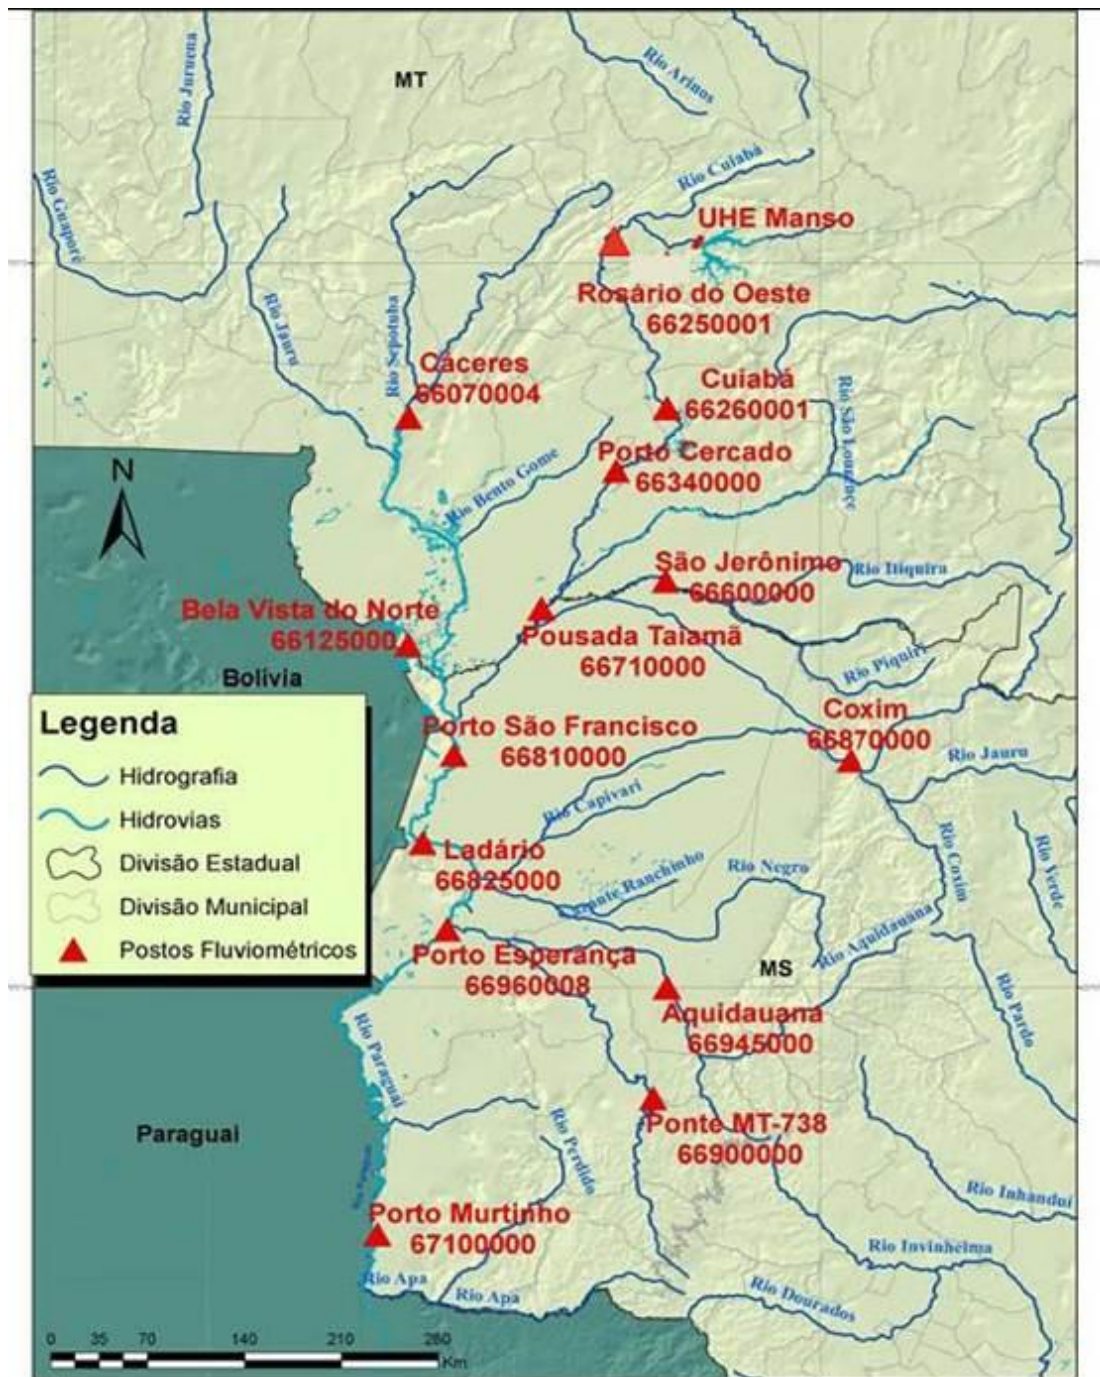 MT
Rio Juruena
Rio Arinos
Rio Guaporé
Rio Cuiabá
UHE Manso
Rosário do Oeste
66250001
Rio Jauru
Rio Sepotuba
Cáceres
66070004
Cuiabá
66260001
Rio São Lourenço
Porto Cercado
66340000
N
Rio Bento Gome
São Jerônimo
66600000
Rio Itiquira
Bela Vista do Norte
66125000
Pousada Taiamã
66710000
Rio Piquiri
Bolívia
Legenda
Hidrografia
Hidrovias
Divisão Estadual
Divisão Municipal
Postos Fluviométricos
Porto São Francisco
66810000
Coxim
66870000
Rio Jauru
Rio Capivari
Ladário
66825000
Ranchinho
Rio Negro
Rio Coxim
Rio Verde
Rio Aquidauana
Porto Esperança
66960008
MS
Aquidauana
66945000
Rio Pardo
Rio Paraguai
Paraguai
Rio Perdido
Ponte MT-738
66900000
Rio Inhanduí
Porto Murtinho
67100000
Rio Invinheima
Rio Apa
Rio Apa
Rio Dourados
0 35 70 140 210 280
Km